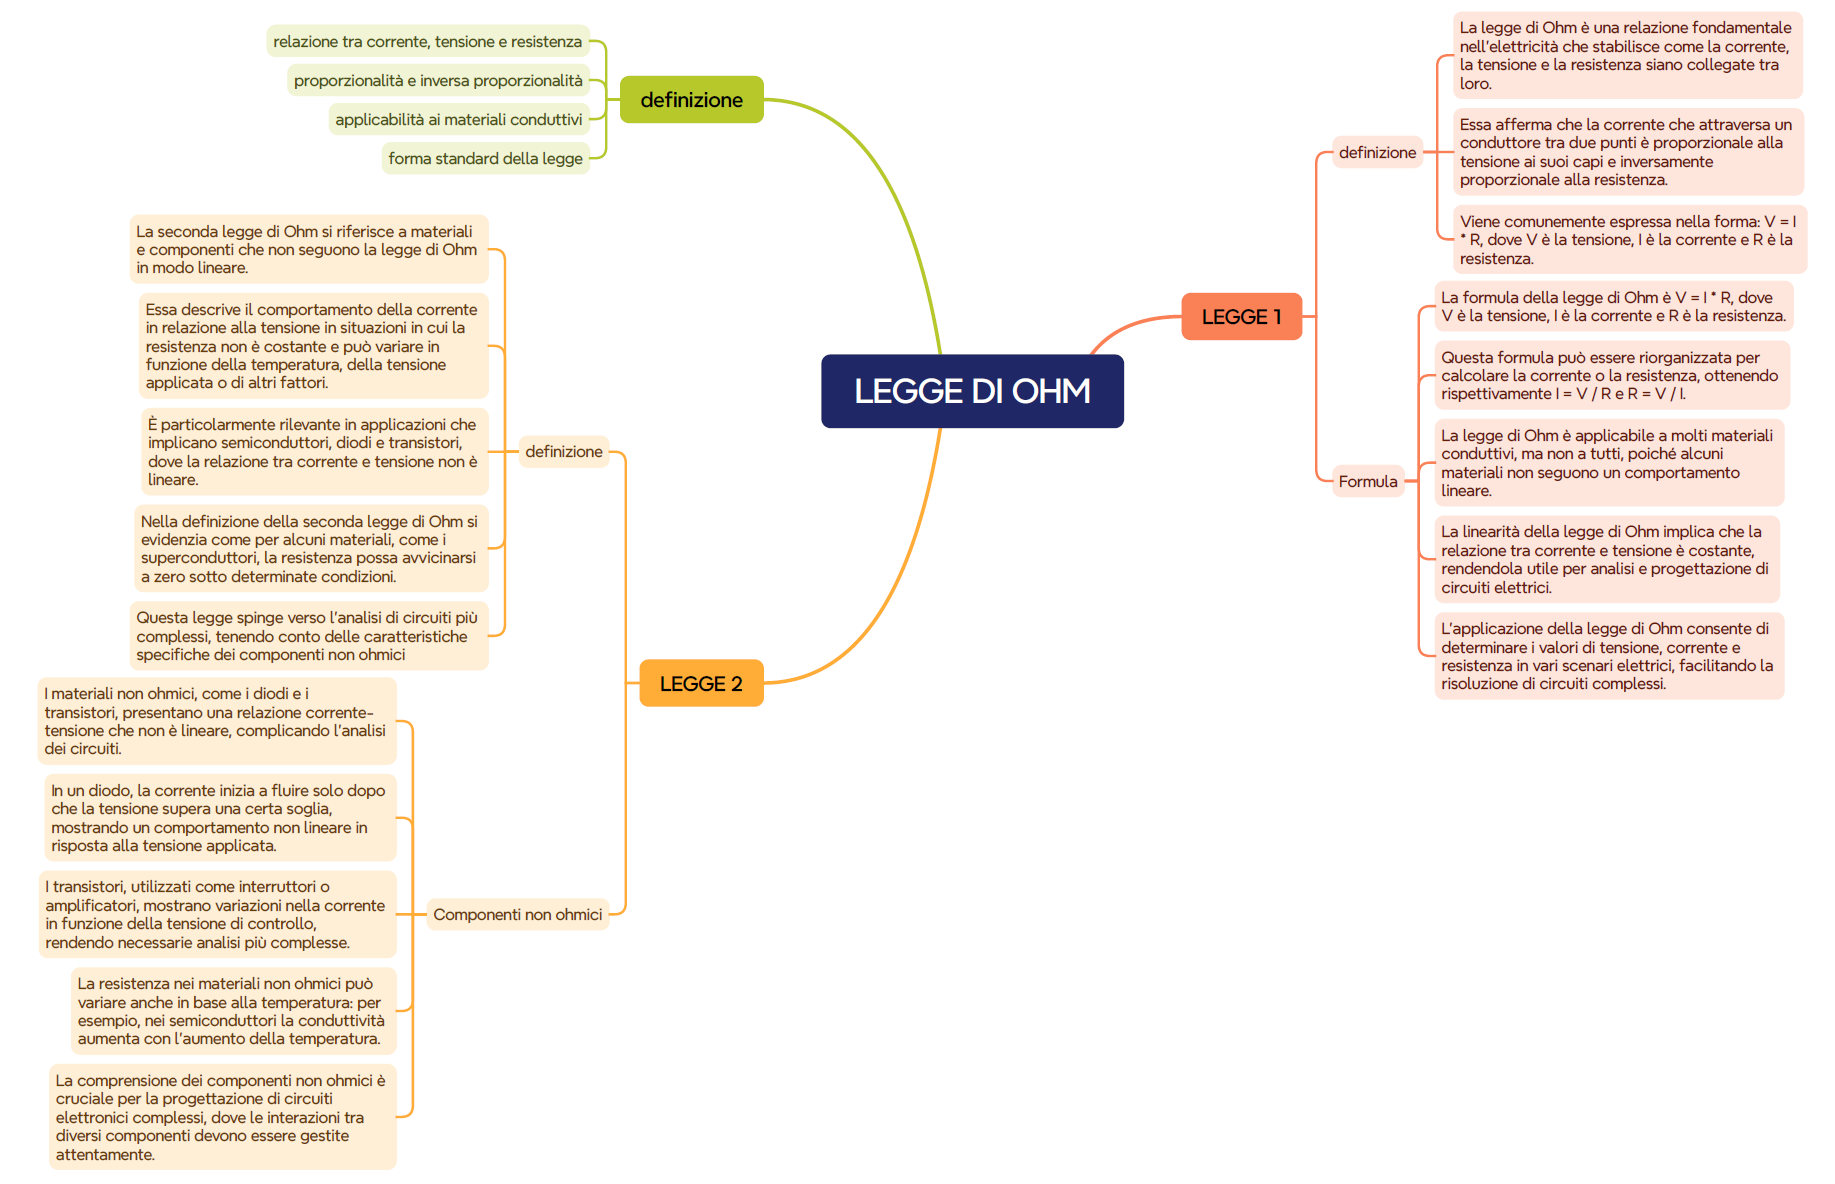 LEGGE DI OHM
definizione
relazione tra corrente, tensione e resistenza
proporzionalità e inversa proporzionalità
applicabilità ai materiali conduttivi
forma standard della legge
LEGGE 1
definizione
La legge di Ohm è una relazione fondamentale
nell'elettricità che stabilisce come la corrente,
la tensione e la resistenza siano collegate tra
loro.
Essa afferma che la corrente che attraversa un
conduttore tra due punti è proporzionale alla
tensione ai suoi capi e inversamente
proporzionale alla resistenza.
Viene comunemente espressa nella forma: V = I
* R, dove V è la tensione, I è la corrente e R è la
resistenza.
Formula
La formula della legge di Ohm è V = I * R, dove
V è la tensione, I è la corrente e R è la resistenza.
Questa formula può essere riorganizzata per
calcolare la corrente o la resistenza, ottenendo
rispettivamente I = V / R e R = V / I.
La legge di Ohm è applicabile a molti materiali
conduttivi, ma non a tutti, poiché alcuni
materiali non seguono un comportamento
lineare.
La linearità della legge di Ohm implica che la
relazione tra corrente e tensione è costante,
rendendola utile per analisi e progettazione di
circuiti elettrici.
L'applicazione della legge di Ohm consente di
determinare i valori di tensione, corrente e
resistenza in vari scenari elettrici, facilitando la
risoluzione di circuiti complessi.
LEGGE 2
definizione
La seconda legge di Ohm si riferisce a materiali
e componenti che non seguono la legge di Ohm
in modo lineare.
Essa descrive il comportamento della corrente
in relazione alla tensione in situazioni in cui la
resistenza non è costante e può variare in
funzione della temperatura, della tensione
applicata o di altri fattori.
È particolarmente rilevante in applicazioni che
implicano semiconduttori, diodi e transistori,
dove la relazione tra corrente e tensione non è
lineare.
Nella definizione della seconda legge di Ohm si
evidenzia come per alcuni materiali, come i
superconduttori, la resistenza possa avvicinarsi
a zero sotto determinate condizioni.
Questa legge spinge verso l'analisi di circuiti più
complessi, tenendo conto delle caratteristiche
specifiche dei componenti non ohmici
Componenti non ohmici
I materiali non ohmici, come i diodi e i
transistori, presentano una relazione corrente-
tensione che non è lineare, complicando l'analisi
dei circuiti.
In un diodo, la corrente inizia a fluire solo dopo
che la tensione supera una certa soglia,
mostrando un comportamento non lineare in
risposta alla tensione applicata.
I transistori, utilizzati come interruttori o
amplificatori, mostrano variazioni nella corrente
in funzione della tensione di controllo,
rendendo necessarie analisi più complesse.
La resistenza nei materiali non ohmici può
variare anche in base alla temperatura: per
esempio, nei semiconduttori la conduttività
aumenta con l'aumento della temperatura.
La comprensione dei componenti non ohmici è
cruciale per la progettazione di circuiti
elettronici complessi, dove le interazioni tra
diversi componenti devono essere gestite
attentamente.